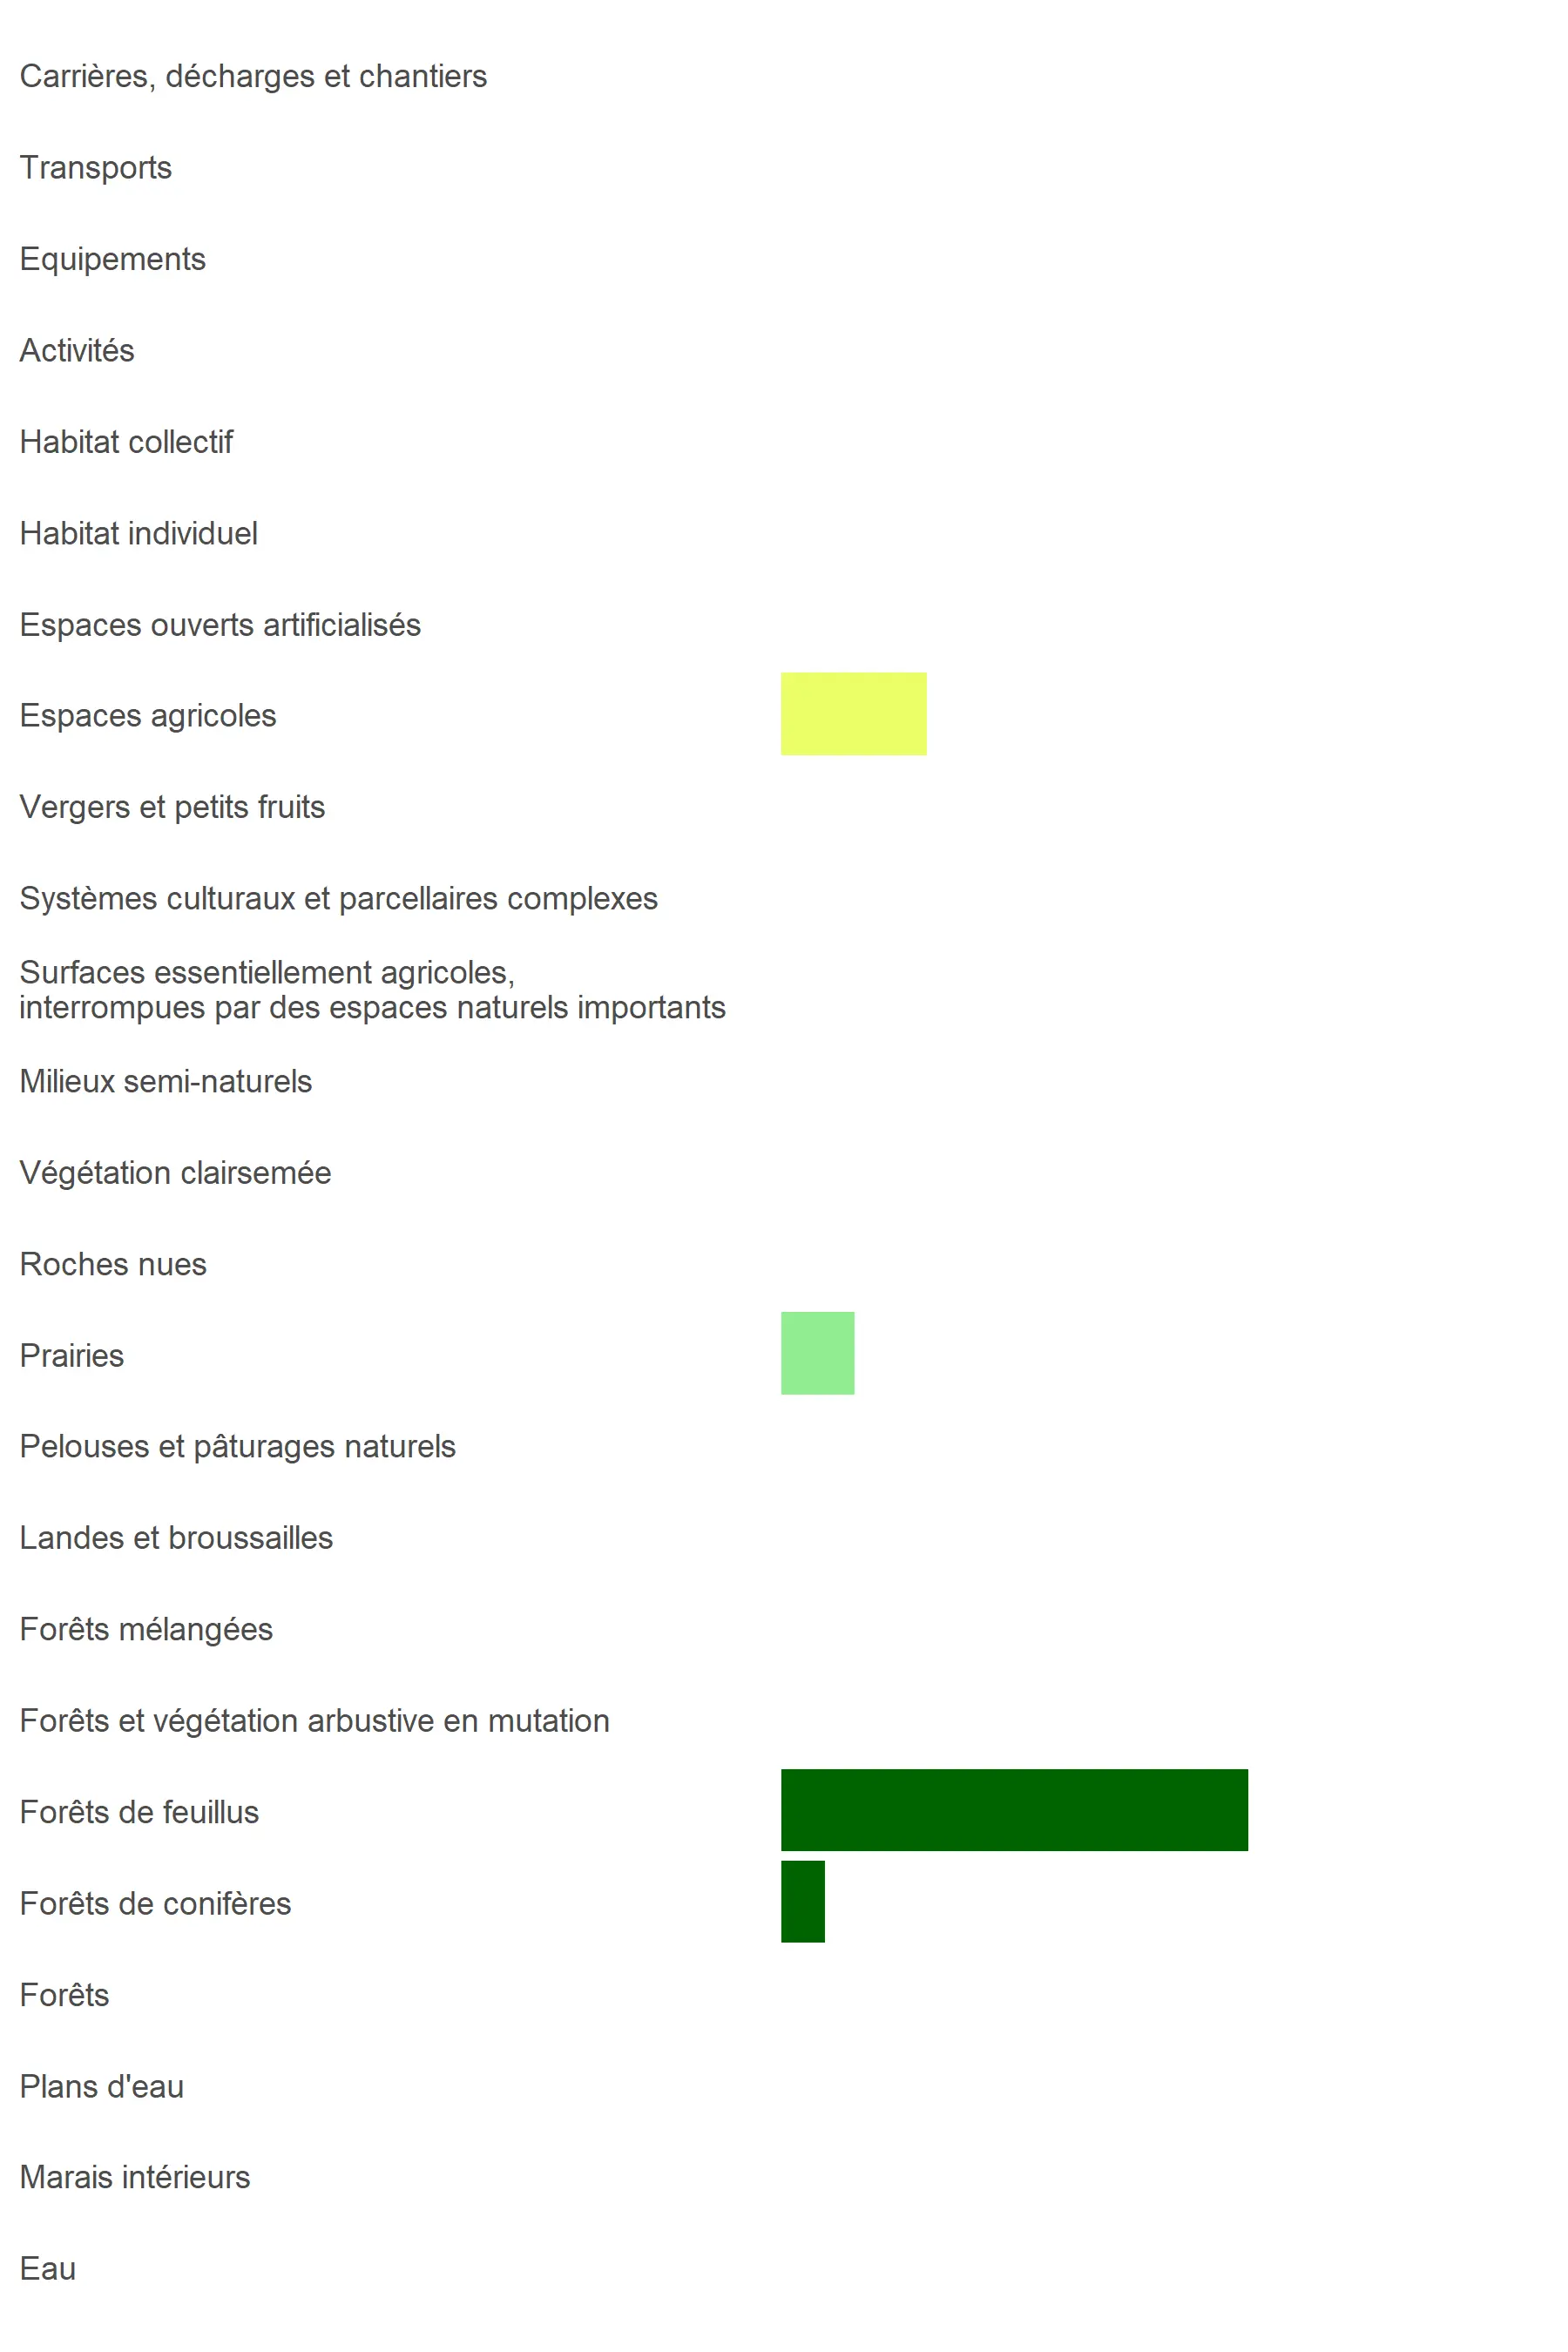 Carrières, décharges et chantiers
Transports
Equipements
Activités
Habitat collectif
Habitat individuel
Espaces ouverts artificialisés
Espaces agricoles
Vergers et petits fruits
Systèmes culturaux et parcellaires complexes
Surfaces essentiellement agricoles,
interrompues par des espaces naturels importants
Milieux semi-naturels
Végétation clairsemée
Roches nues
Prairies
Pelouses et pâturages naturels
Landes et broussailles
Forêts mélangées
Forêts et végétation arbustive en mutation
Forêts de feuillus
Forêts de conifères
Forêts
Plans d'eau
Marais intérieurs
Eau